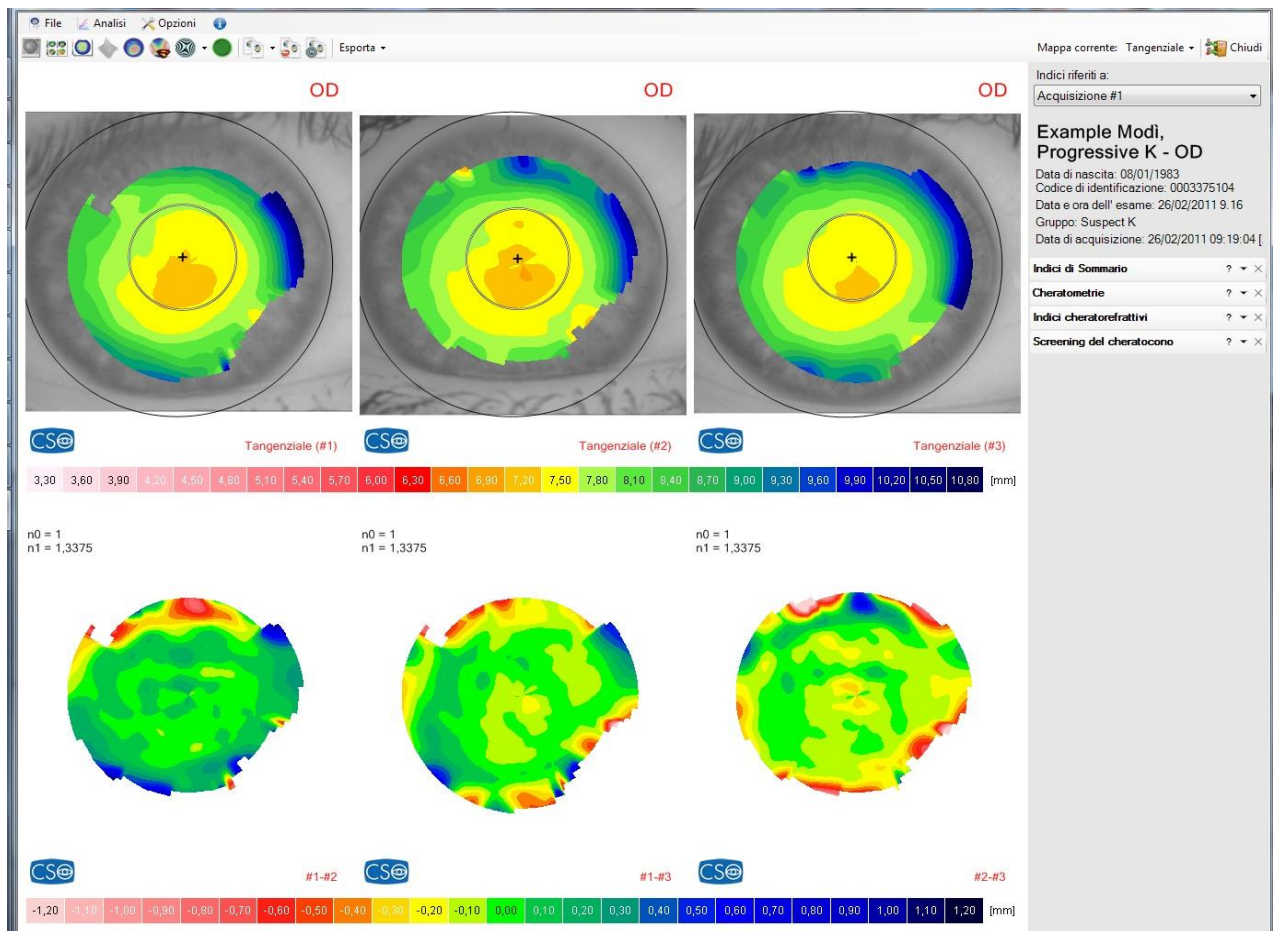 File Analisi Opzioni
Esporta Mappa corrente: Tangenziale Chiudi
OD OD OD
Tangenziale (#1) Tangenziale (#2) Tangenziale (#3)
CSO CSO CSO
3,30 3,60 3,90 4,20 4,50 4,80 5,10 5,40 5,70 6,00 6,30 6,60 6,90 7,20 7,50 7,80 8,10 8,40 8,70 9,00 9,30 9,60 9,90 10,20 10,50 10,80 [mm]
n0 = 1 n0 = 1 n0 = 1
n1 = 1,3375 n1 = 1,3375 n1 = 1,3375
CSO CSO CSO
#1-#2 #1-#3 #2-#3
-1,20 -1,10 -1,00 -0,90 -0,80 -0,70 -0,60 -0,50 -0,40 -0,30 -0,20 -0,10 0,00 0,10 0,20 0,30 0,40 0,50 0,60 0,70 0,80 0,90 1,00 1,10 1,20 [mm]
Indici riferiti a:
Acquisizione #1
Example Modì,
Progressive K - OD
Data di nascita: 08/01/1983
Codice di identificazione: 0003375104
Data e ora dell' esame: 26/02/2011 9.16
Gruppo: Suspect K
Data di acquisizione: 26/02/2011 09:19:04 [
Indici di Sommario ?
Cheratometrie ?
Indici cheratorefrattivi ?
Screening del cheratocono ?